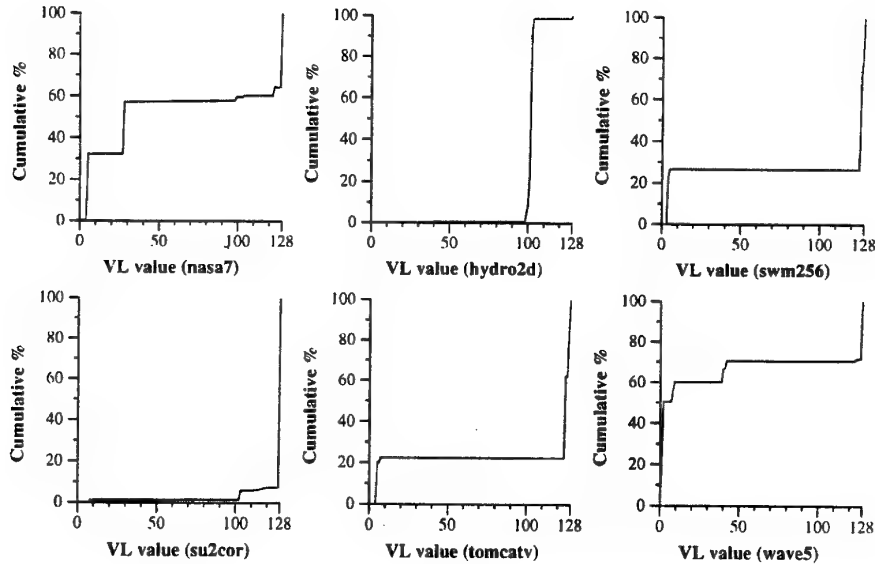 Cumulative %
100
80
60
40
20
0
0 50 100 128
VL value (nasa7)
Cumulative %
100
80
60
40
20
0
0 50 100 128
VL value (hydro2d)
Cumulative %
100
80
60
40
20
0
0 50 100 128
VL value (swm256)
Cumulative %
100
80
60
40
20
0
0 50 100 128
VL value (su2cor)
Cumulative %
100
80
60
40
20
0
0 50 100 128
VL value (tomcatv)
Cumulative %
100
80
60
40
20
0
0 50 100 128
VL value (wave5)